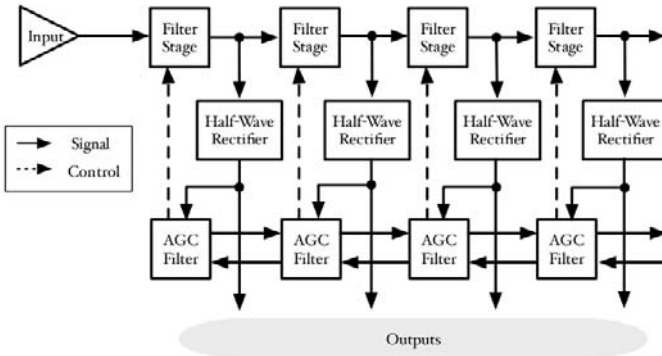 Input
Filter
Stage
Filter
Stage
Filter
Stage
Filter
Stage
Half-Wave
Rectifier
Half-Wave
Rectifier
Half-Wave
Rectifier
Half-Wave
Rectifier
Signal
Control
AGC
Filter
AGC
Filter
AGC
Filter
AGC
Filter
Outputs